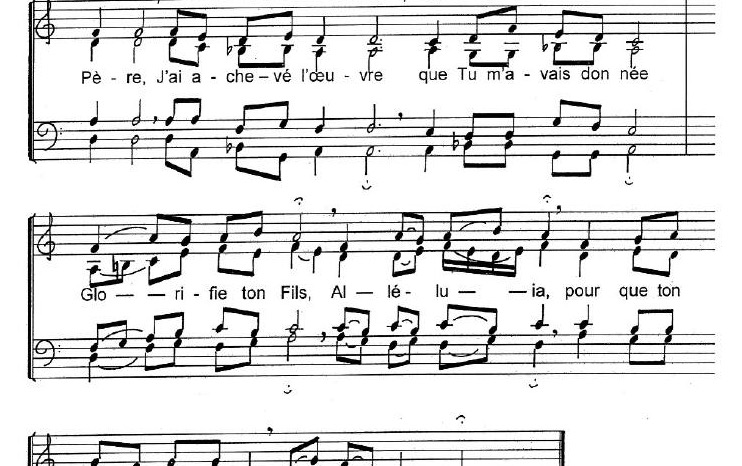 Pè - re, J'ai a - che - vé l'œu - vre que Tu m'a - vais don née
Glo - - ri - fie ton Fils, Al - lé - lu - - ia, pour que ton